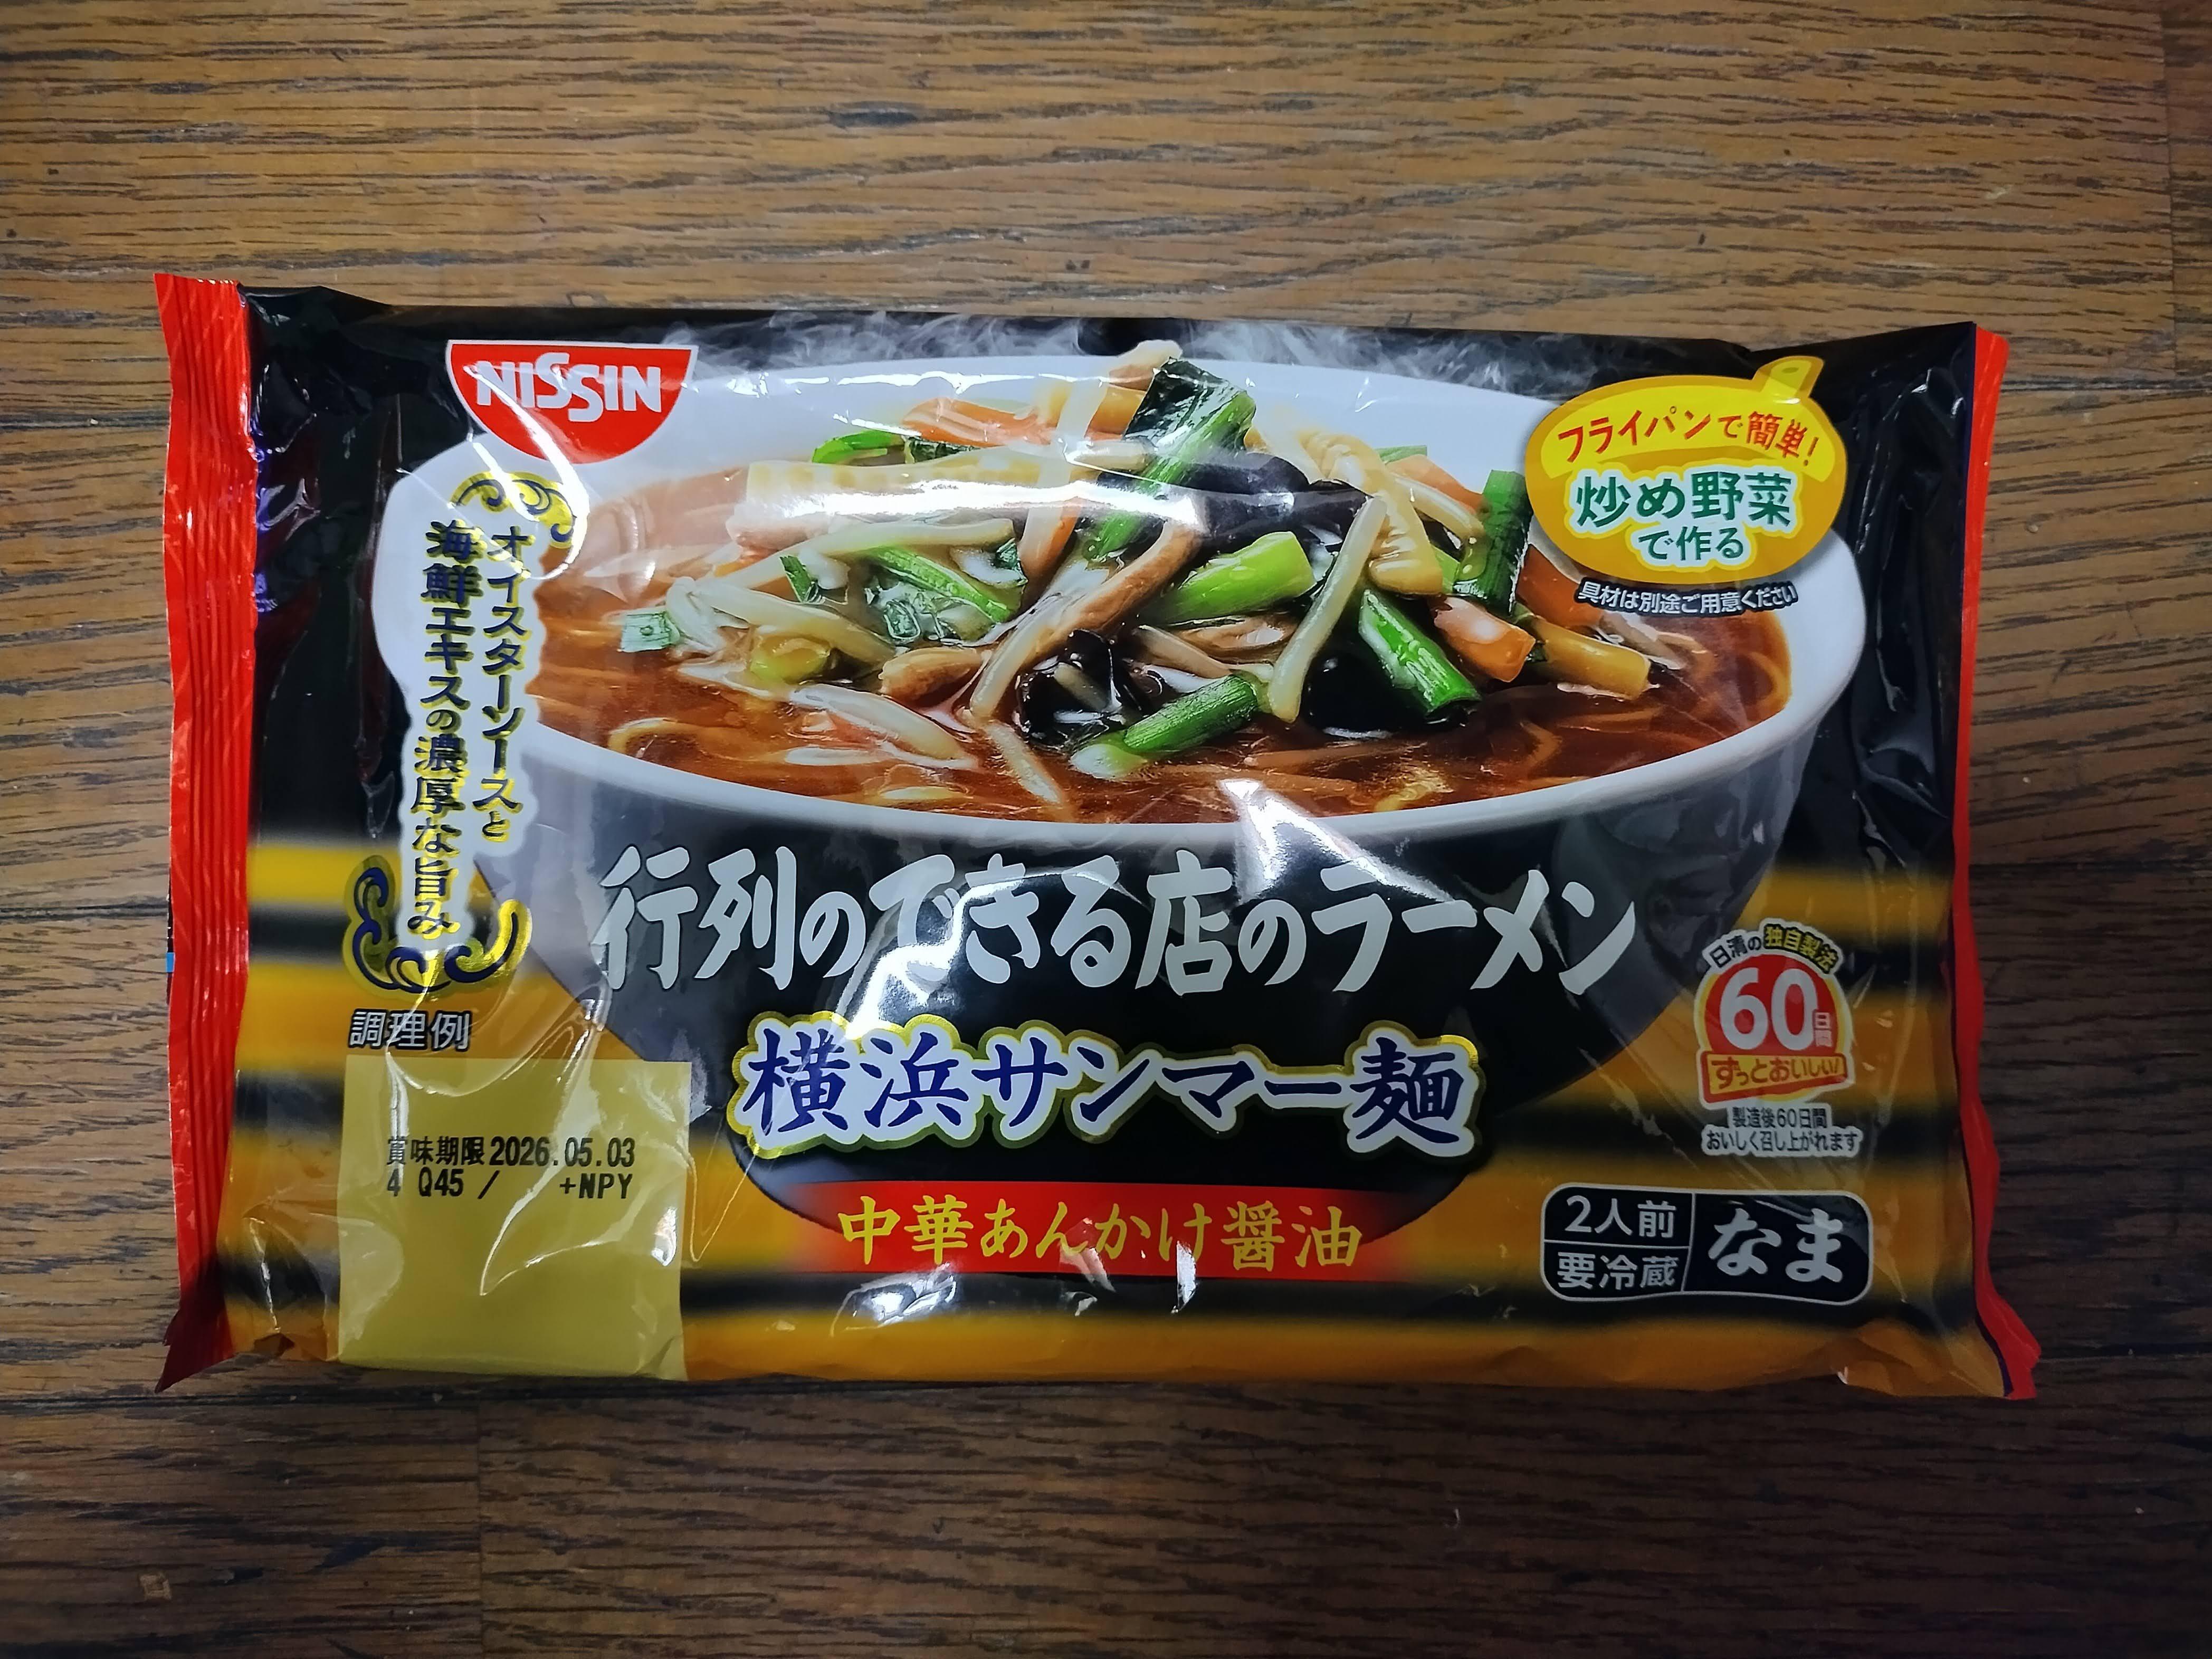 NISSIN
フライパンで簡単!
炒め野菜
で作る
具材は別途ご用意ください
オイスターソースと
海鮮エキスの濃厚な旨み
調理例
行列のできる店のラーメン
横浜サンマー麺
中華あんかけ醤油
日清の独自製法
60日間
ずっとおいしい!
製造後60日間
おいしく召し上がれます
賞味期限2026.05.03
4 Q45 / +NPY
2人前
要冷蔵
なま